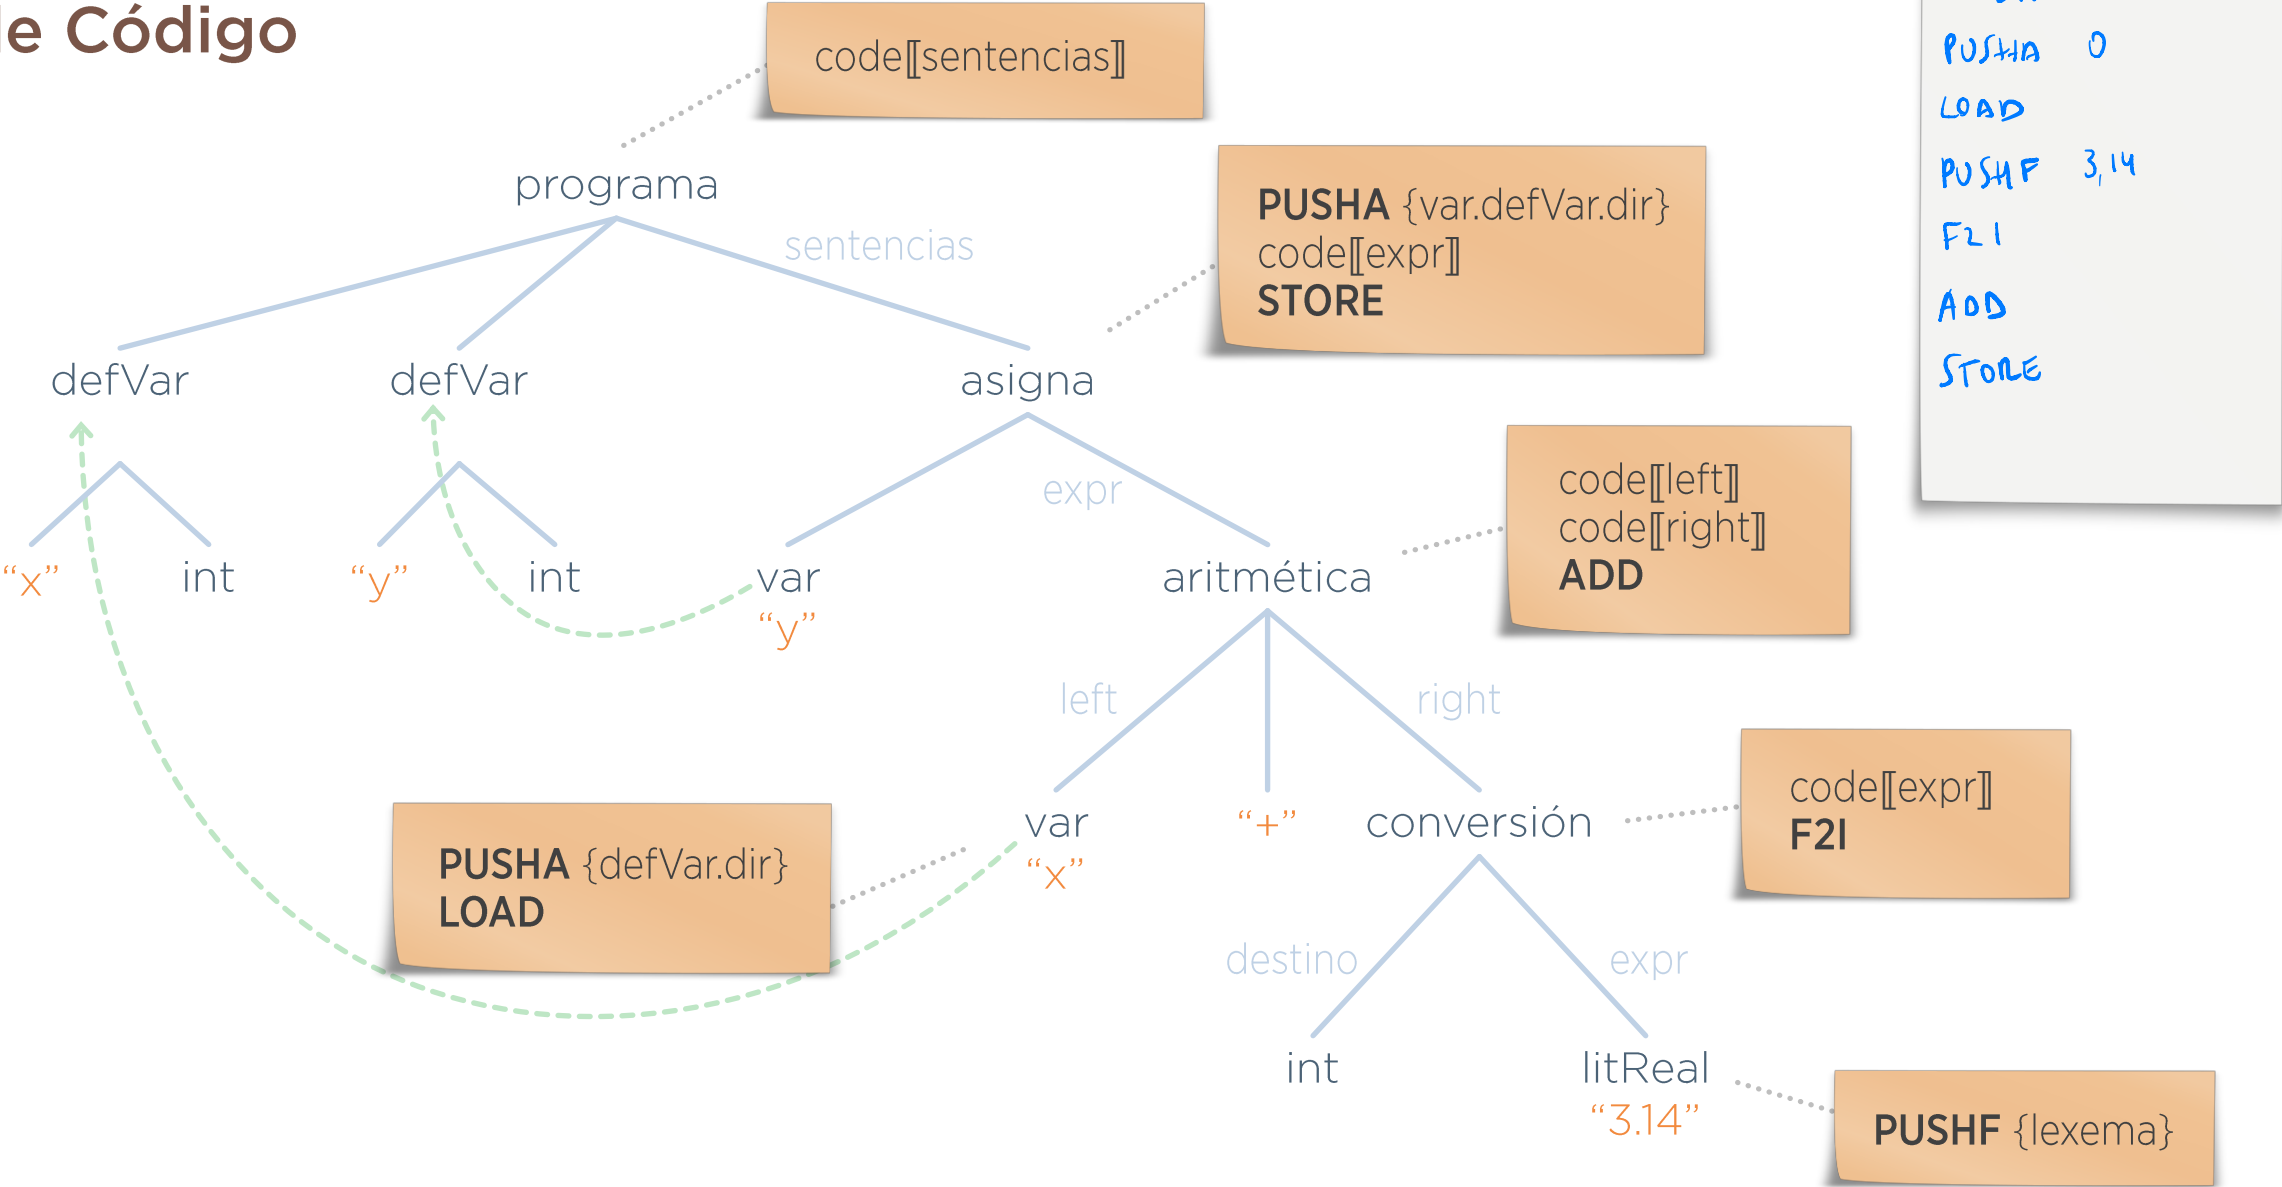 le Código
code⟦sentencias⟧
PUSHA 0
LOAD
PUSHF 3,14
F2I
ADD
STORE
programa
sentencias
PUSHA {var.defVar.dir}
code⟦expr⟧
STORE
defVar
defVar
asigna
expr
code⟦left⟧
code⟦right⟧
ADD
“x”
int
“y”
int
var
“y”
aritmética
left
right
code⟦expr⟧
F2I
PUSHA {defVar.dir}
LOAD
var
“x”
“+”
conversión
destino
expr
int
litReal
“3.14”
PUSHF {lexema}